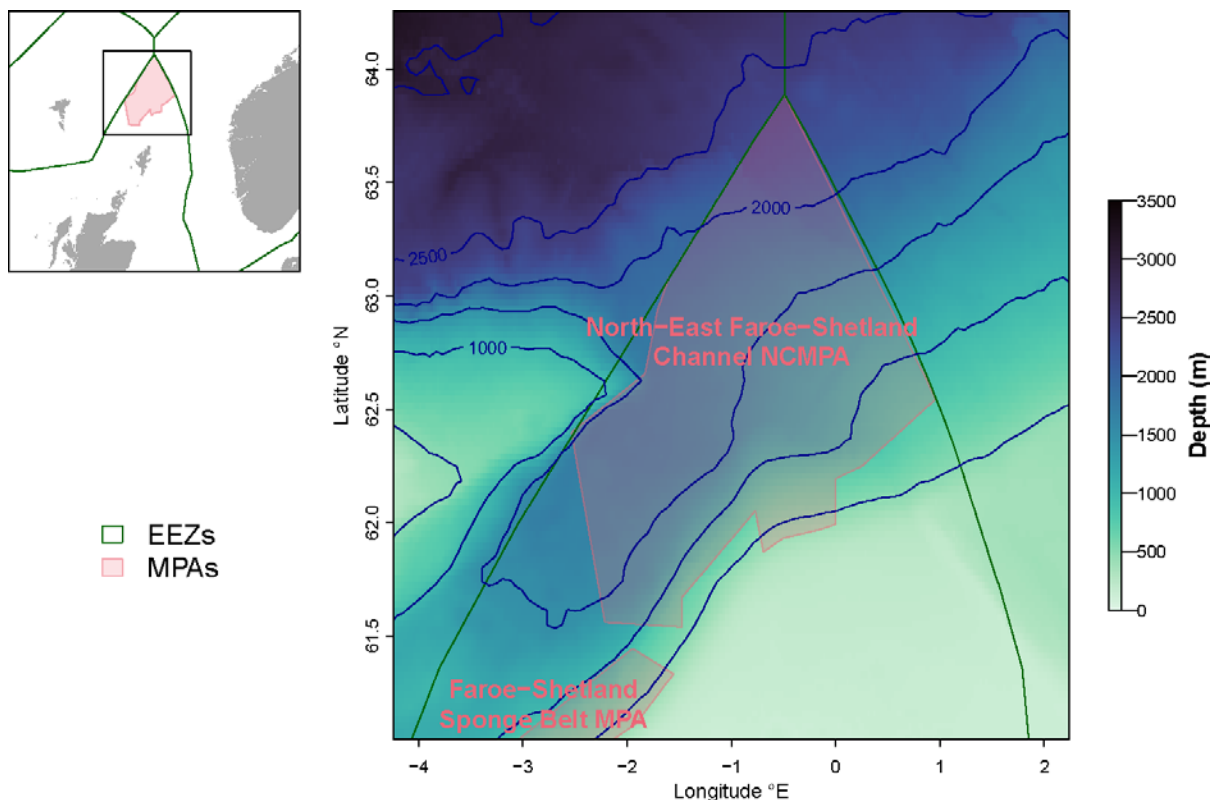 EEZs
MPAs
2500
2000
1000
North−East Faroe−Shetland
Channel NCMPA
Faroe−Shetland
Sponge Belt MPA
64.0
63.5
63.0
62.5
62.0
61.5
Latitude °N
−4
−3
−2
−1
0
1
2
Longitude °E
3500
3000
2500
2000
1500
1000
500
0
Depth (m)